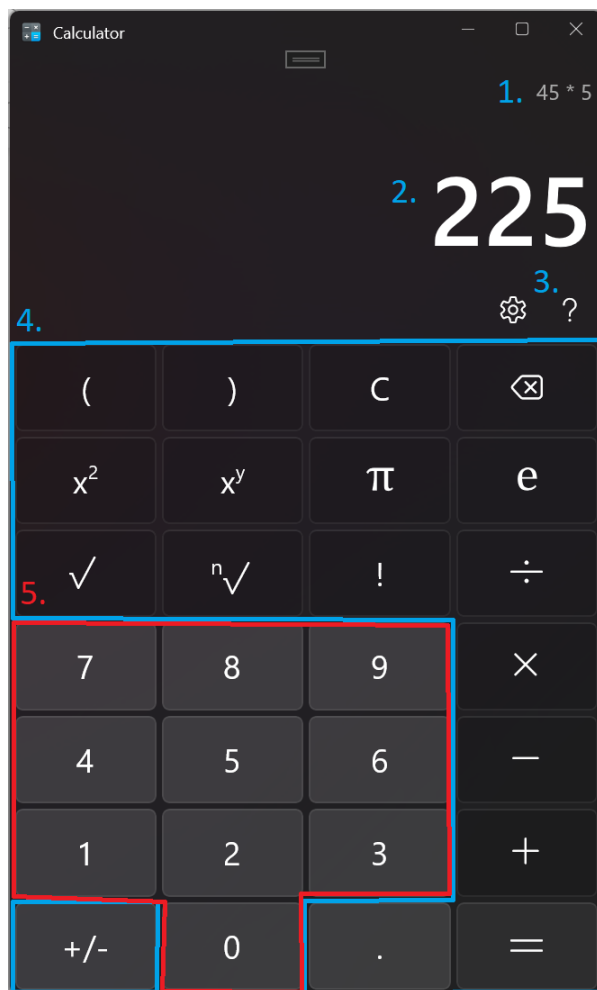 Calculator
1. 45 * 5
2. 225
3. ?
4.
( ) C
x² xʸ π e
√ ⁿ√ ! ÷
5.
7 8 9 ×
4 5 6 −
1 2 3 +
+/- 0 . =